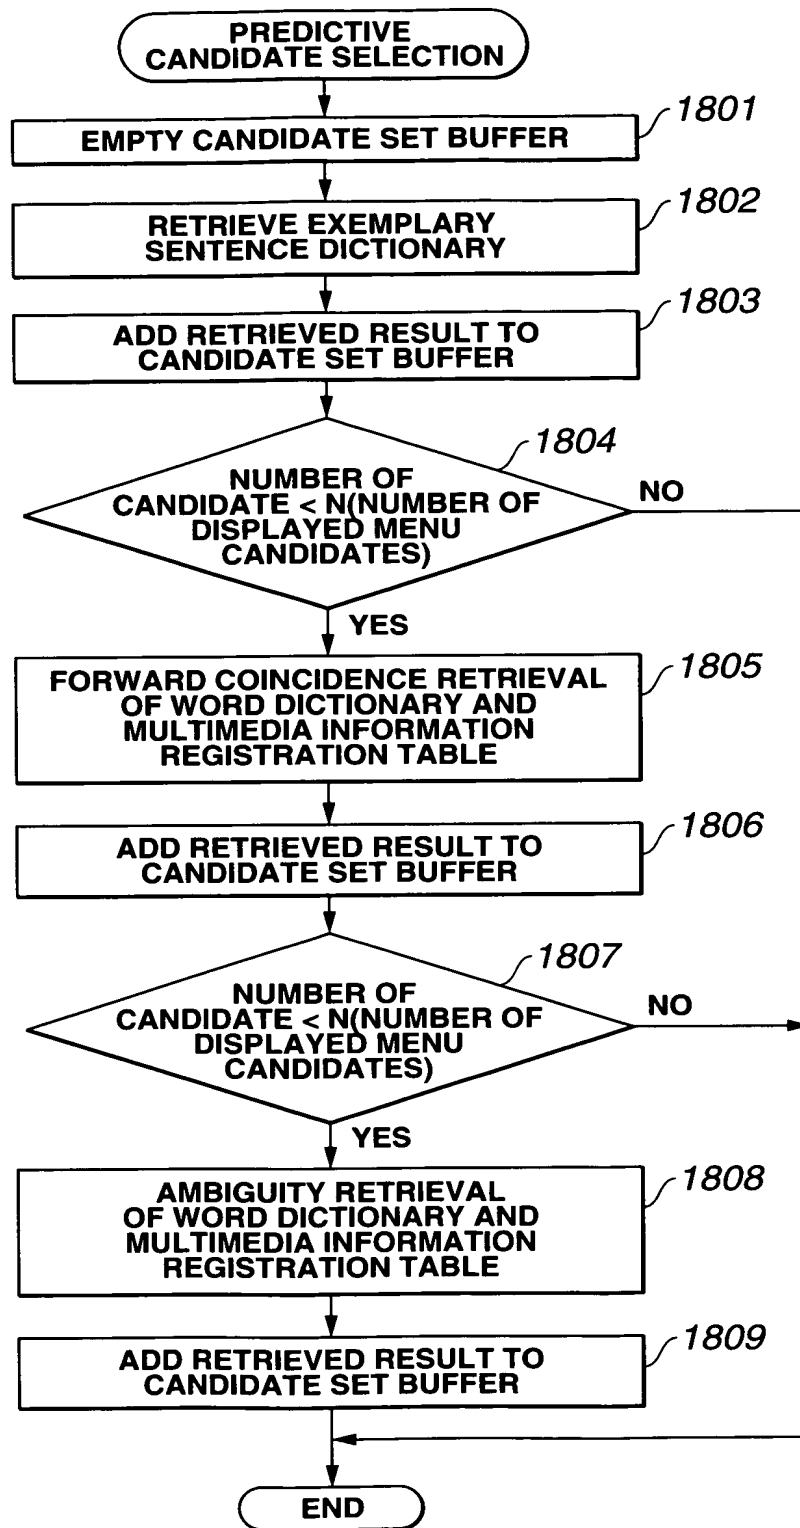 PREDICTIVE
CANDIDATE SELECTION
1801
EMPTY CANDIDATE SET BUFFER
1802
RETRIEVE EXEMPLARY
SENTENCE DICTIONARY
1803
ADD RETRIEVED RESULT TO
CANDIDATE SET BUFFER
1804
NUMBER OF
CANDIDATE < N(NUMBER OF
DISPLAYED MENU
CANDIDATES)
NO
YES
1805
FORWARD COINCIDENCE RETRIEVAL
OF WORD DICTIONARY AND
MULTIMEDIA INFORMATION
REGISTRATION TABLE
1806
ADD RETRIEVED RESULT TO
CANDIDATE SET BUFFER
1807
NUMBER OF
CANDIDATE < N(NUMBER OF
DISPLAYED MENU
CANDIDATES)
NO
YES
1808
AMBIGUITY RETRIEVAL
OF WORD DICTIONARY AND
MULTIMEDIA INFORMATION
REGISTRATION TABLE
1809
ADD RETRIEVED RESULT TO
CANDIDATE SET BUFFER
END